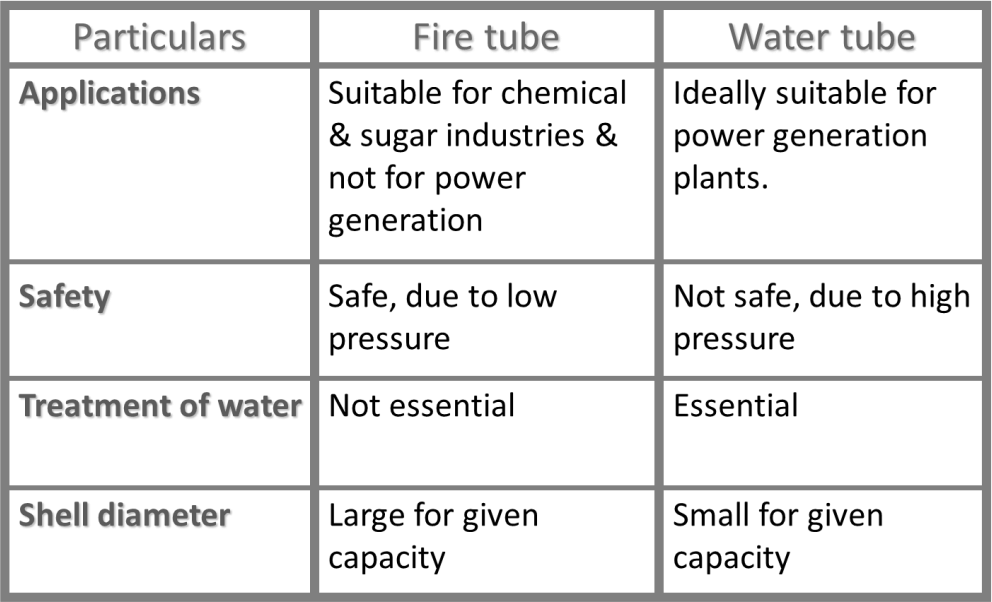 Particulars
Fire tube
Water tube
Applications
Suitable for chemical
& sugar industries &
not for power
generation
Ideally suitable for
power generation
plants.
Safety
Safe, due to low
pressure
Not safe, due to high
pressure
Treatment of water
Not essential
Essential
Shell diameter
Large for given
capacity
Small for given
capacity